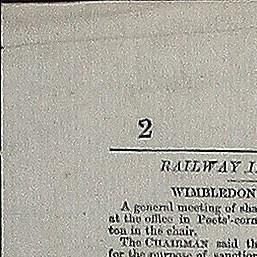 2
RAILWAY I
WIMBLEDON
A general meeting of sha
at the office in Poets'-corn
ton in the chair.
The CHAIRMAN said th
for the purpose of sanction